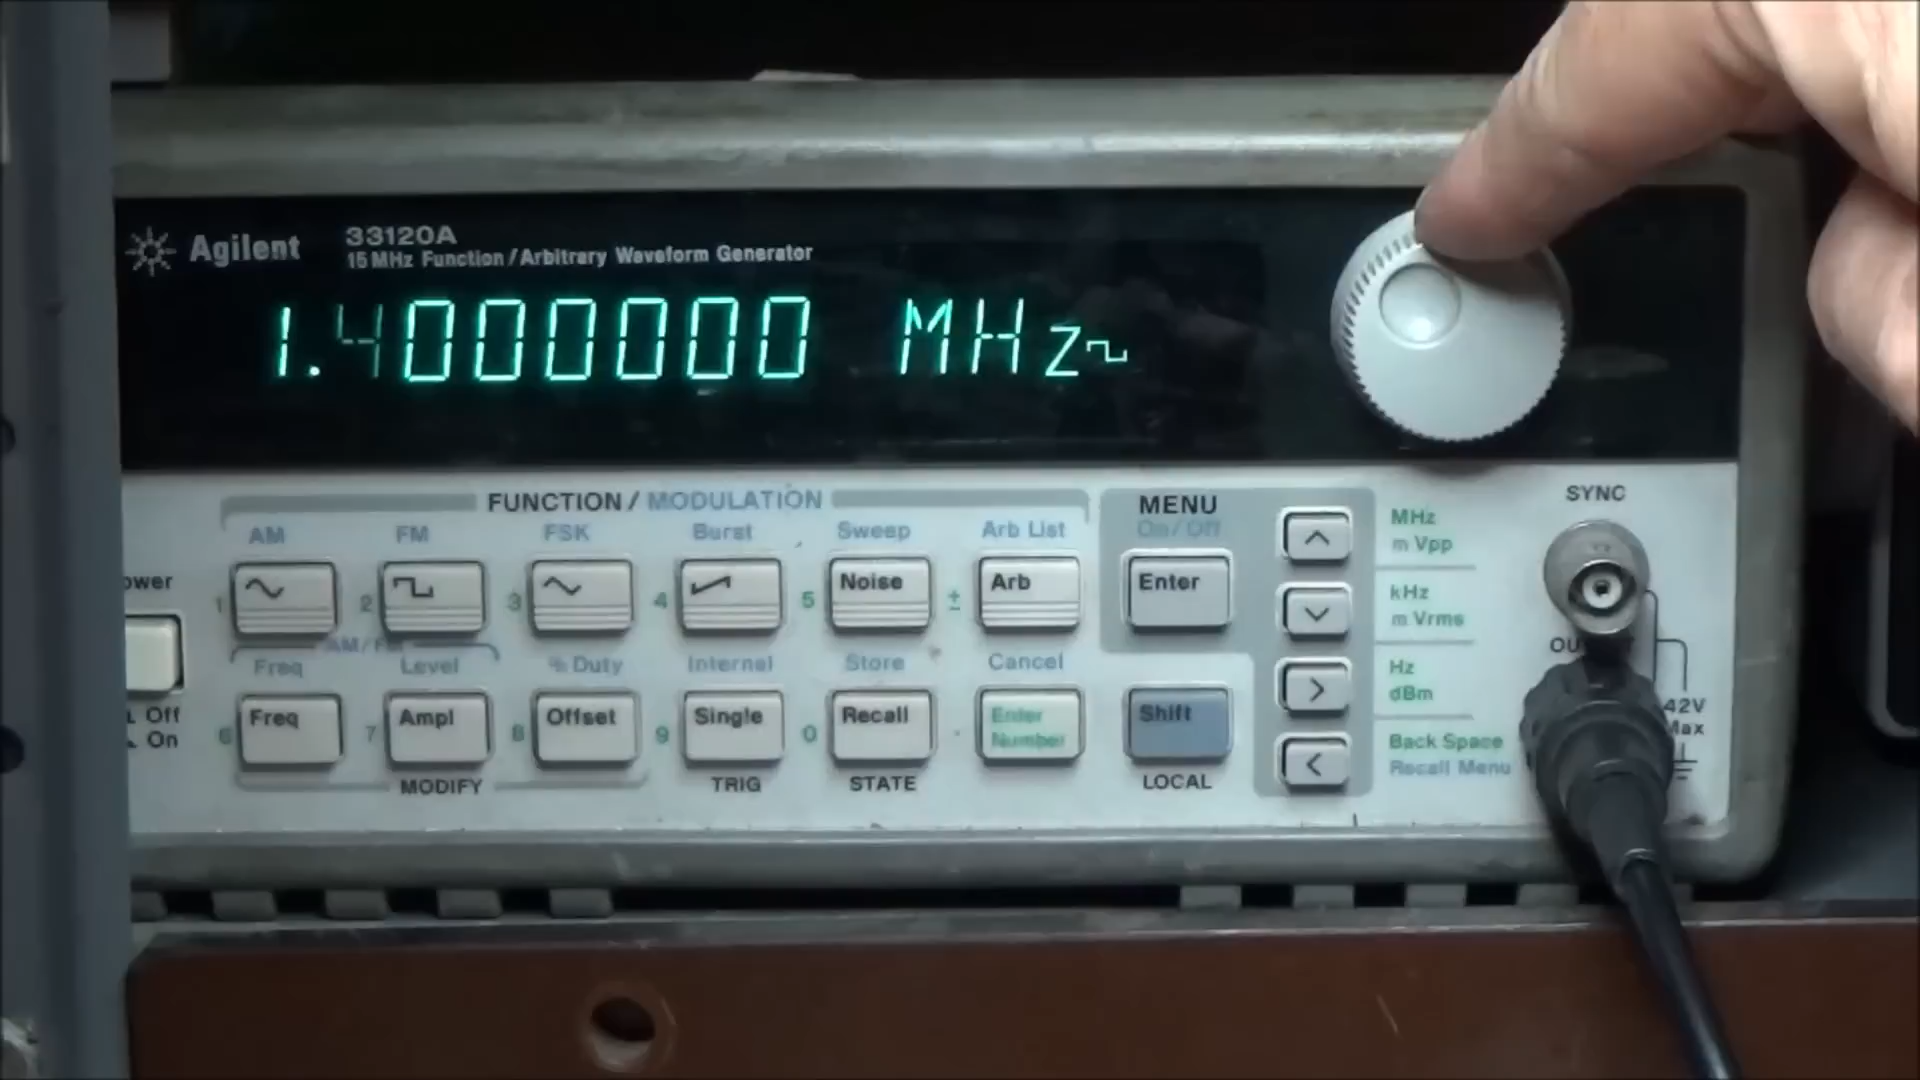 Agilent
33120A
15 MHz Function / Arbitrary Waveform Generator
1.4000000 MHz
FUNCTION / MODULATION
AM FM FSK Burst Sweep Arb List
MENU
On/Off
MHz
m Vpp
SYNC
1 2 3 4 5 Noise ± Arb Enter
kHz
m Vrms
AM/FM
Freq Level % Duty Internal Store Cancel
Hz
dBm
Off
On
6 Freq 7 Ampl 8 Offset 9 Single 0 Recall . Enter Number Shift
Back Space
Recall Menu
42V
Max
MODIFY TRIG STATE LOCAL